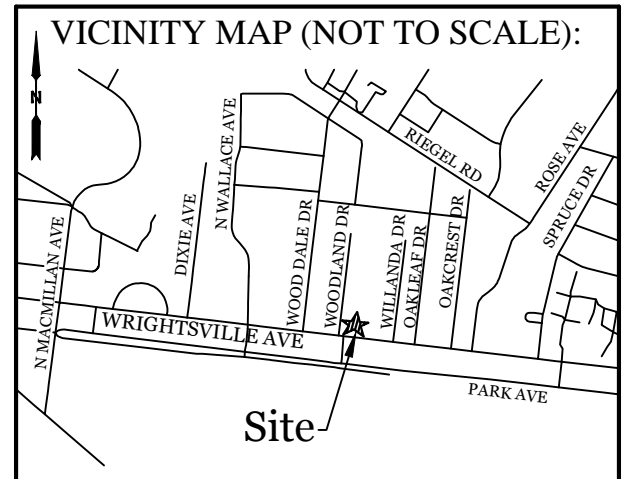 VICINITY MAP (NOT TO SCALE):
N
RIEGEL RD
ROSE AVE
SPRUCE DR
N WALLACE AVE
DIXIE AVE
N MACMILLAN AVE
WOOD DALE DR
WOODLAND DR
WILLANDA DR
OAKLEAF DR
OAKCREST DR
WRIGHTSVILLE AVE
PARK AVE
Site